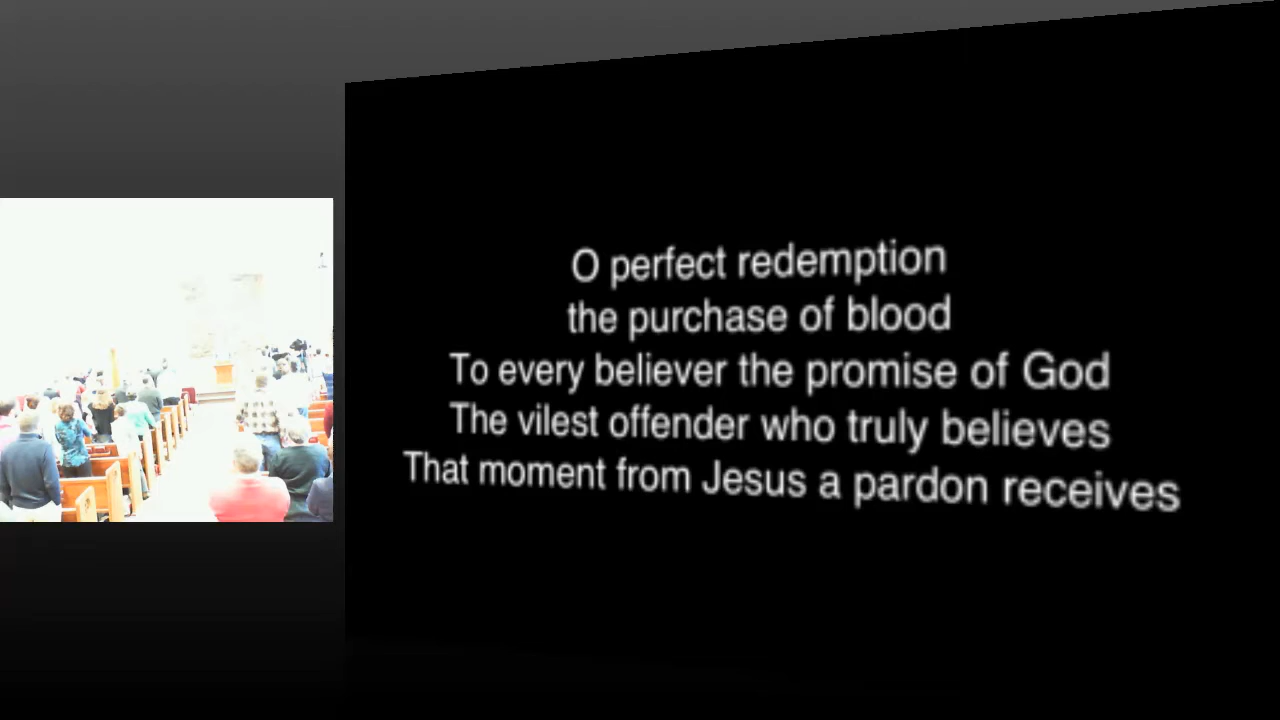 O perfect redemption
the purchase of blood
To every believer the promise of God
The vilest offender who truly believes
That moment from Jesus a pardon receives